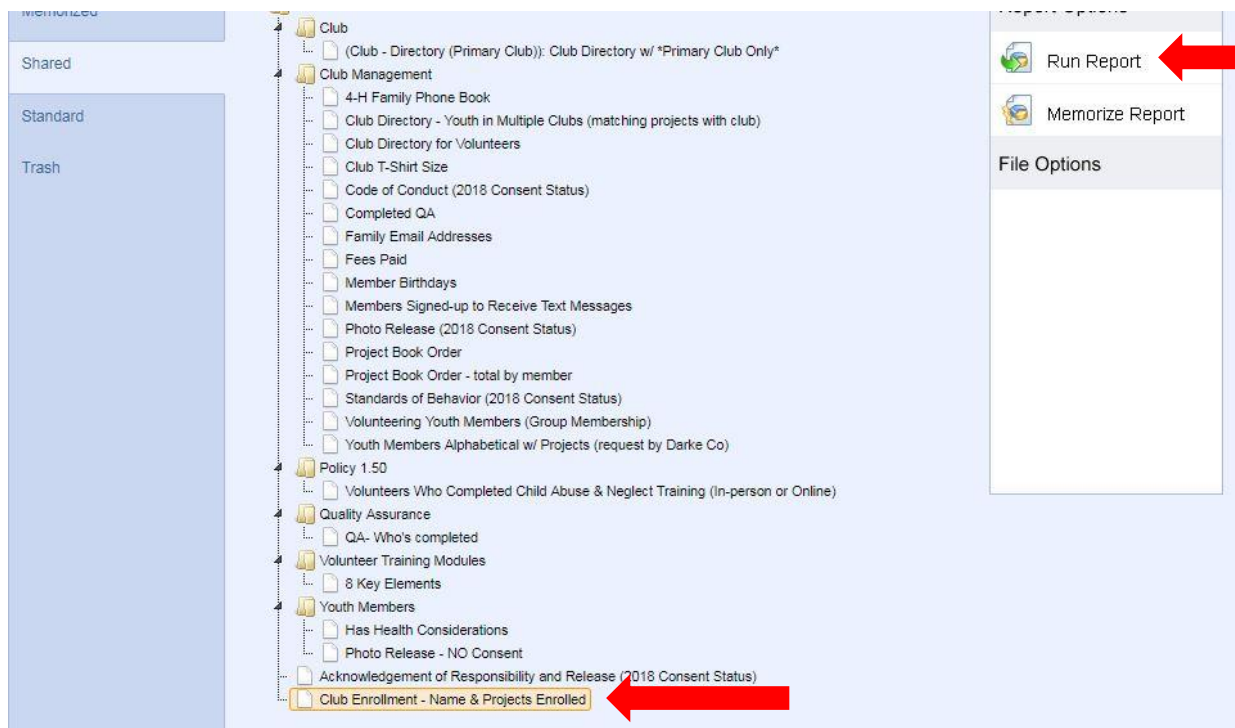 Memorized
Shared
Standard
Trash
Club
(Club - Directory (Primary Club)): Club Directory w/ *Primary Club Only*
Club Management
4-H Family Phone Book
Club Directory - Youth in Multiple Clubs (matching projects with club)
Club Directory for Volunteers
Club T-Shirt Size
Code of Conduct (2018 Consent Status)
Completed QA
Family Email Addresses
Fees Paid
Member Birthdays
Members Signed-up to Receive Text Messages
Photo Release (2018 Consent Status)
Project Book Order
Project Book Order - total by member
Standards of Behavior (2018 Consent Status)
Volunteering Youth Members (Group Membership)
Youth Members Alphabetical w/ Projects (request by Darke Co)
Policy 1.50
Volunteers Who Completed Child Abuse & Neglect Training (In-person or Online)
Quality Assurance
QA- Who's completed
Volunteer Training Modules
8 Key Elements
Youth Members
Has Health Considerations
Photo Release - NO Consent
Acknowledgement of Responsibility and Release (2018 Consent Status)
Club Enrollment - Name & Projects Enrolled
Report Options
Run Report
Memorize Report
File Options